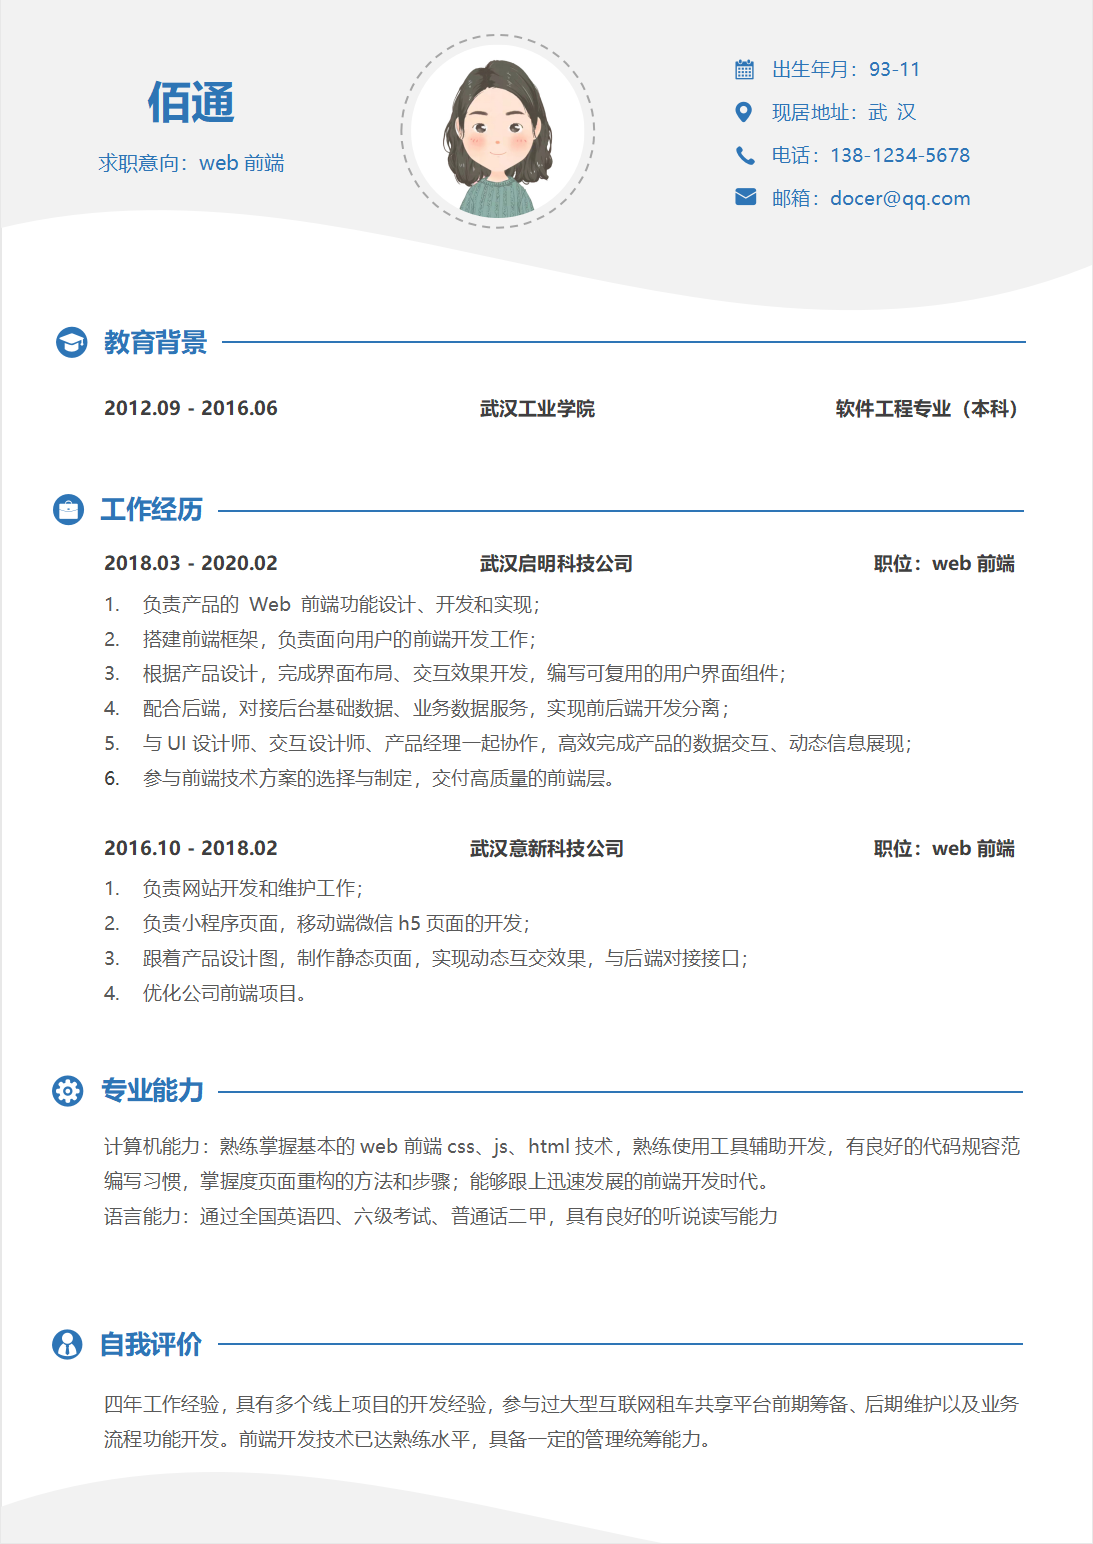 佰通
求职意向：web 前端
出生年月：93-11
现居地址：武 汉
电话：138-1234-5678
邮箱：docer@qq.com
教育背景
2012.09 - 2016.06 武汉工业学院 软件工程专业（本科）
工作经历
2018.03 - 2020.02 武汉启明科技公司 职位：web 前端
1. 负责产品的 Web 前端功能设计、开发和实现；
2. 搭建前端框架，负责面向用户的前端开发工作；
3. 根据产品设计，完成界面布局、交互效果开发，编写可复用的用户界面组件；
4. 配合后端，对接后台基础数据、业务数据服务，实现前后端开发分离；
5. 与 UI 设计师、交互设计师、产品经理一起协作，高效完成产品的数据交互、动态信息展现；
6. 参与前端技术方案的选择与制定，交付高质量的前端层。
2016.10 - 2018.02 武汉意新科技公司 职位：web 前端
1. 负责网站开发和维护工作；
2. 负责小程序页面，移动端微信 h5 页面的开发；
3. 跟着产品设计图，制作静态页面，实现动态互交效果，与后端对接接口；
4. 优化公司前端项目。
专业能力
计算机能力：熟练掌握基本的 web 前端 css、js、html 技术，熟练使用工具辅助开发，有良好的代码规容范
编写习惯，掌握度页面重构的方法和步骤；能够跟上迅速发展的前端开发时代。
语言能力：通过全国英语四、六级考试、普通话二甲，具有良好的听说读写能力
自我评价
四年工作经验，具有多个线上项目的开发经验，参与过大型互联网租车共享平台前期筹备、后期维护以及业务
流程功能开发。前端开发技术已达熟练水平，具备一定的管理统筹能力。